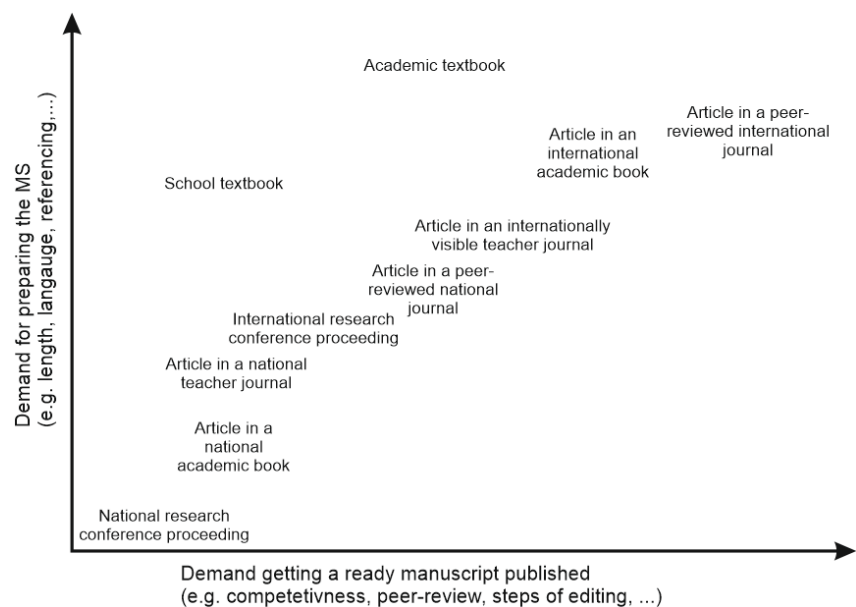 Demand for preparing the MS
(e.g. length, langauge, referencing,...)
Academic textbook
Article in a peer-
reviewed international
journal
Article in an
international
academic book
School textbook
Article in an internationally
visible teacher journal
Article in a peer-
reviewed national
journal
International research
conference proceeding
Article in a national
teacher journal
Article in a
national
academic book
National research
conference proceeding
Demand getting a ready manuscript published
(e.g. competetivness, peer-review, steps of editing, ...)